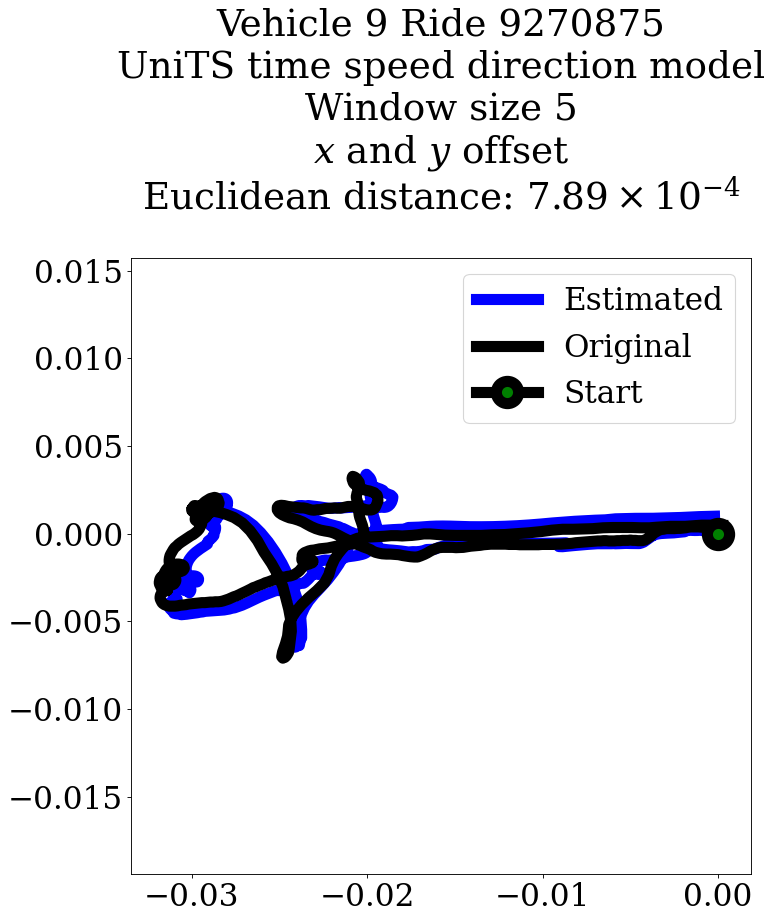 Vehicle 9 Ride 9270875
UniTS time speed direction model
Window size 5
x and y offset
Euclidean distance: 7.89 × 10⁻⁴
0.015
Estimated
0.010
Original
Start
0.005
0.000
−0.005
−0.010
−0.015
−0.03 −0.02 −0.01 0.00